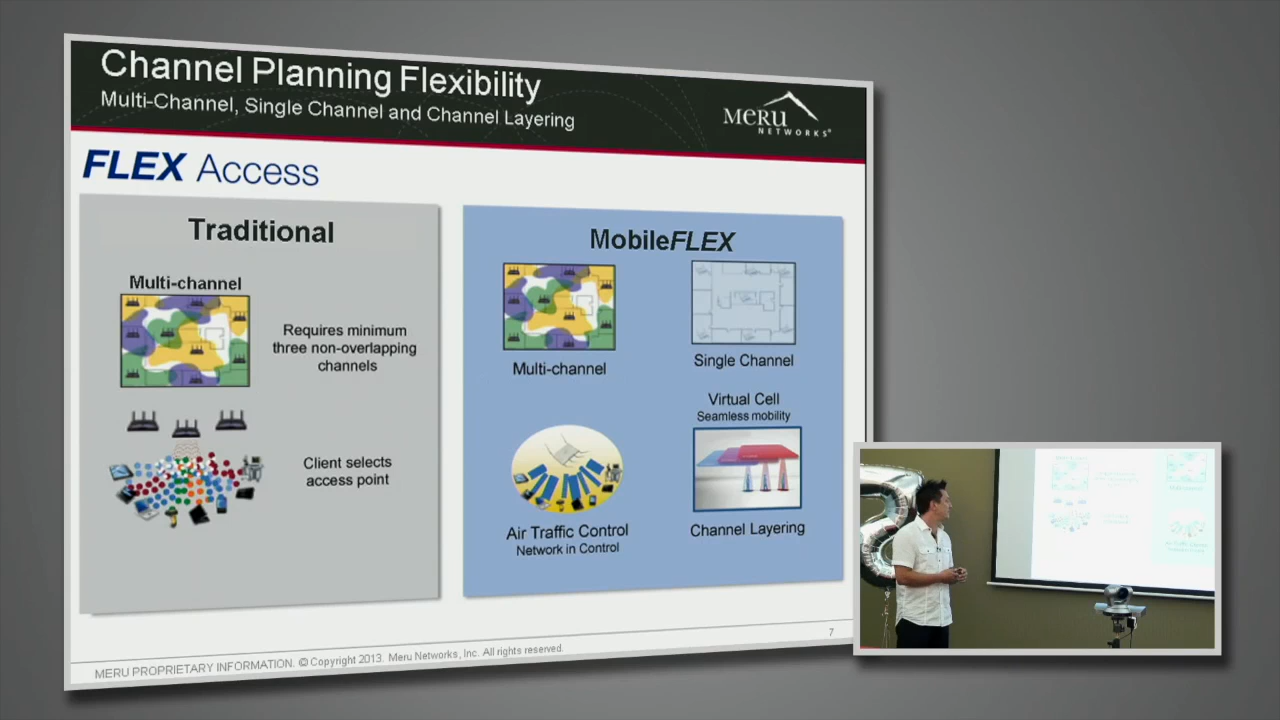 Channel Planning Flexibility
Multi-Channel, Single Channel and Channel Layering
MERU
NETWORKS
FLEX Access
Traditional
Multi-channel
Requires minimum
three non-overlapping
channels
Client selects
access point
MobileFLEX
Multi-channel
Single Channel
Virtual Cell
Seamless mobility
Air Traffic Control
Network in Control
Channel Layering
7
MERU PROPRIETARY INFORMATION. © Copyright 2013. Meru Networks, Inc. All rights reserved.